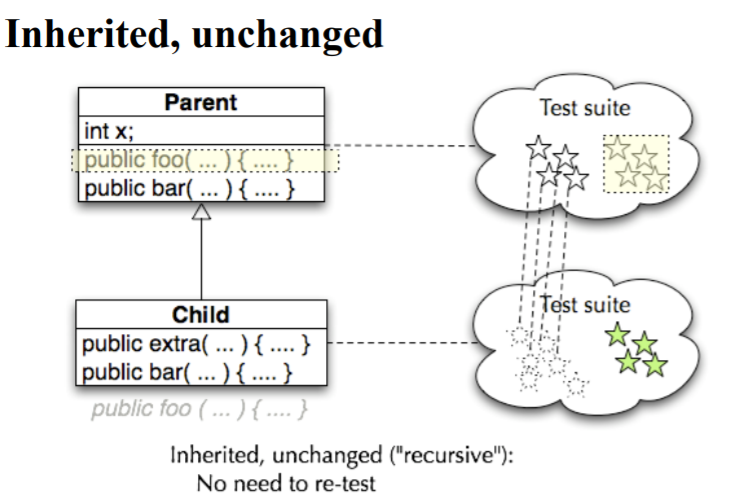 Inherited, unchanged
Parent
int x;
public foo( ... ) { .... }
public bar( ... ) { .... }
Test suite
Child
public extra( ... ) { .... }
public bar( ... ) { .... }
public foo ( ... ) { .... }
Test suite
Inherited, unchanged ("recursive"):
No need to re-test